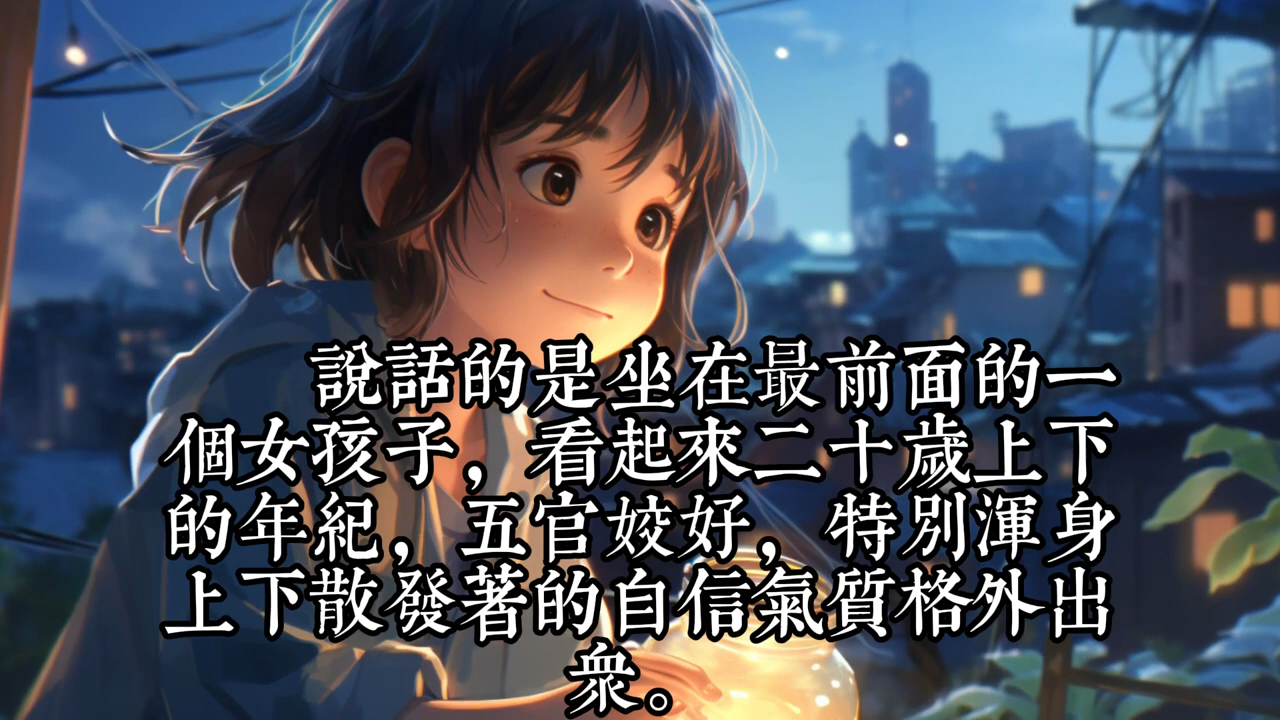 說話的是坐在最前面的一
個女孩子，看起來二十歲上下
的年紀，五官姣好，特別渾身
上下散發著的自信氣質格外出
衆。